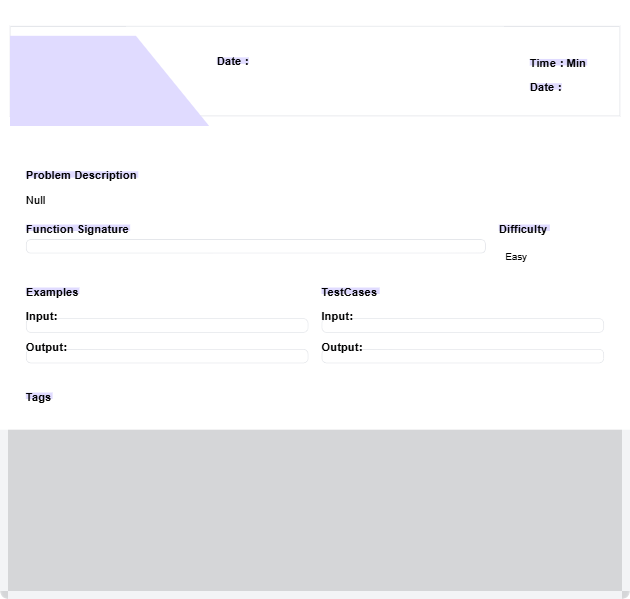 Date :
Time : Min
Date :
Problem Description
Null
Function Signature
Difficulty
Easy
Examples
TestCases
Input:
Input:
Output:
Output:
Tags